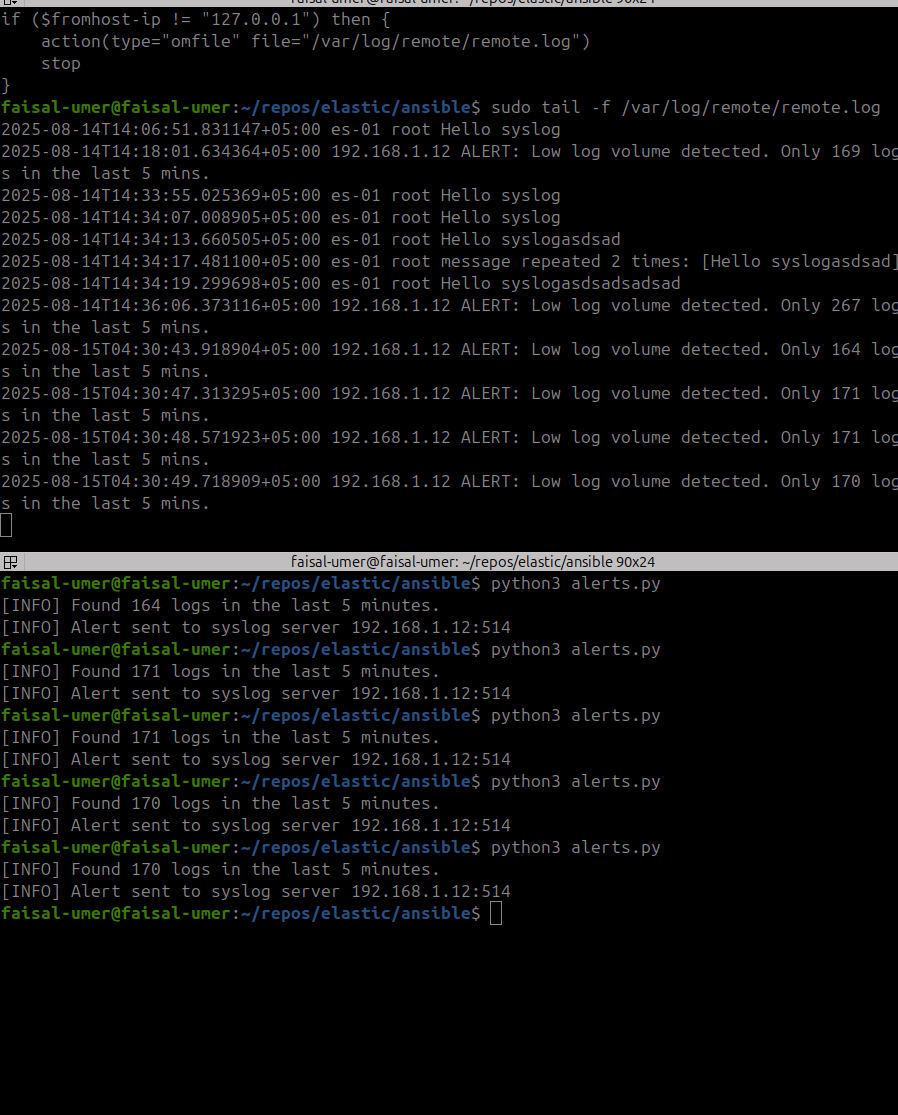 if ($fromhost-ip != "127.0.0.1") then {
    action(type="omfile" file="/var/log/remote/remote.log")
    stop
}
faisal-umer@faisal-umer:~/repos/elastic/ansible$ sudo tail -f /var/log/remote/remote.log
2025-08-14T14:06:51.831147+05:00 es-01 root Hello syslog
2025-08-14T14:18:01.634364+05:00 192.168.1.12 ALERT: Low log volume detected. Only 169 log
s in the last 5 mins.
2025-08-14T14:33:55.025369+05:00 es-01 root Hello syslog
2025-08-14T14:34:07.008905+05:00 es-01 root Hello syslog
2025-08-14T14:34:13.660505+05:00 es-01 root Hello syslogasdsad
2025-08-14T14:34:17.481100+05:00 es-01 root message repeated 2 times: [Hello syslogasdsad]
2025-08-14T14:34:19.299698+05:00 es-01 root Hello syslogasdsadsadsad
2025-08-14T14:36:06.373116+05:00 192.168.1.12 ALERT: Low log volume detected. Only 267 log
s in the last 5 mins.
2025-08-15T04:30:43.918904+05:00 192.168.1.12 ALERT: Low log volume detected. Only 164 log
s in the last 5 mins.
2025-08-15T04:30:47.313295+05:00 192.168.1.12 ALERT: Low log volume detected. Only 171 log
s in the last 5 mins.
2025-08-15T04:30:48.571923+05:00 192.168.1.12 ALERT: Low log volume detected. Only 171 log
s in the last 5 mins.
2025-08-15T04:30:49.718909+05:00 192.168.1.12 ALERT: Low log volume detected. Only 170 log
s in the last 5 mins.
faisal-umer@faisal-umer: ~/repos/elastic/ansible 90x24
faisal-umer@faisal-umer:~/repos/elastic/ansible$ python3 alerts.py
[INFO] Found 164 logs in the last 5 minutes.
[INFO] Alert sent to syslog server 192.168.1.12:514
faisal-umer@faisal-umer:~/repos/elastic/ansible$ python3 alerts.py
[INFO] Found 171 logs in the last 5 minutes.
[INFO] Alert sent to syslog server 192.168.1.12:514
faisal-umer@faisal-umer:~/repos/elastic/ansible$ python3 alerts.py
[INFO] Found 171 logs in the last 5 minutes.
[INFO] Alert sent to syslog server 192.168.1.12:514
faisal-umer@faisal-umer:~/repos/elastic/ansible$ python3 alerts.py
[INFO] Found 170 logs in the last 5 minutes.
[INFO] Alert sent to syslog server 192.168.1.12:514
faisal-umer@faisal-umer:~/repos/elastic/ansible$ python3 alerts.py
[INFO] Found 170 logs in the last 5 minutes.
[INFO] Alert sent to syslog server 192.168.1.12:514
faisal-umer@faisal-umer:~/repos/elastic/ansible$